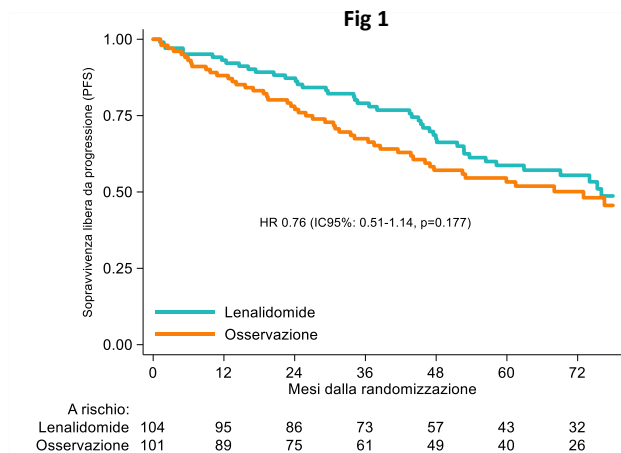 Fig 1
Sopravvivenza libera da progressione (PFS)
1.00
0.75
0.50
0.25
0.00
HR 0.76 (IC95%: 0.51-1.14, p=0.177)
Lenalidomide
Osservazione
0 12 24 36 48 60 72
Mesi dalla randomizzazione
A rischio:
Lenalidomide 104 95 86 73 57 43 32
Osservazione 101 89 75 61 49 40 26